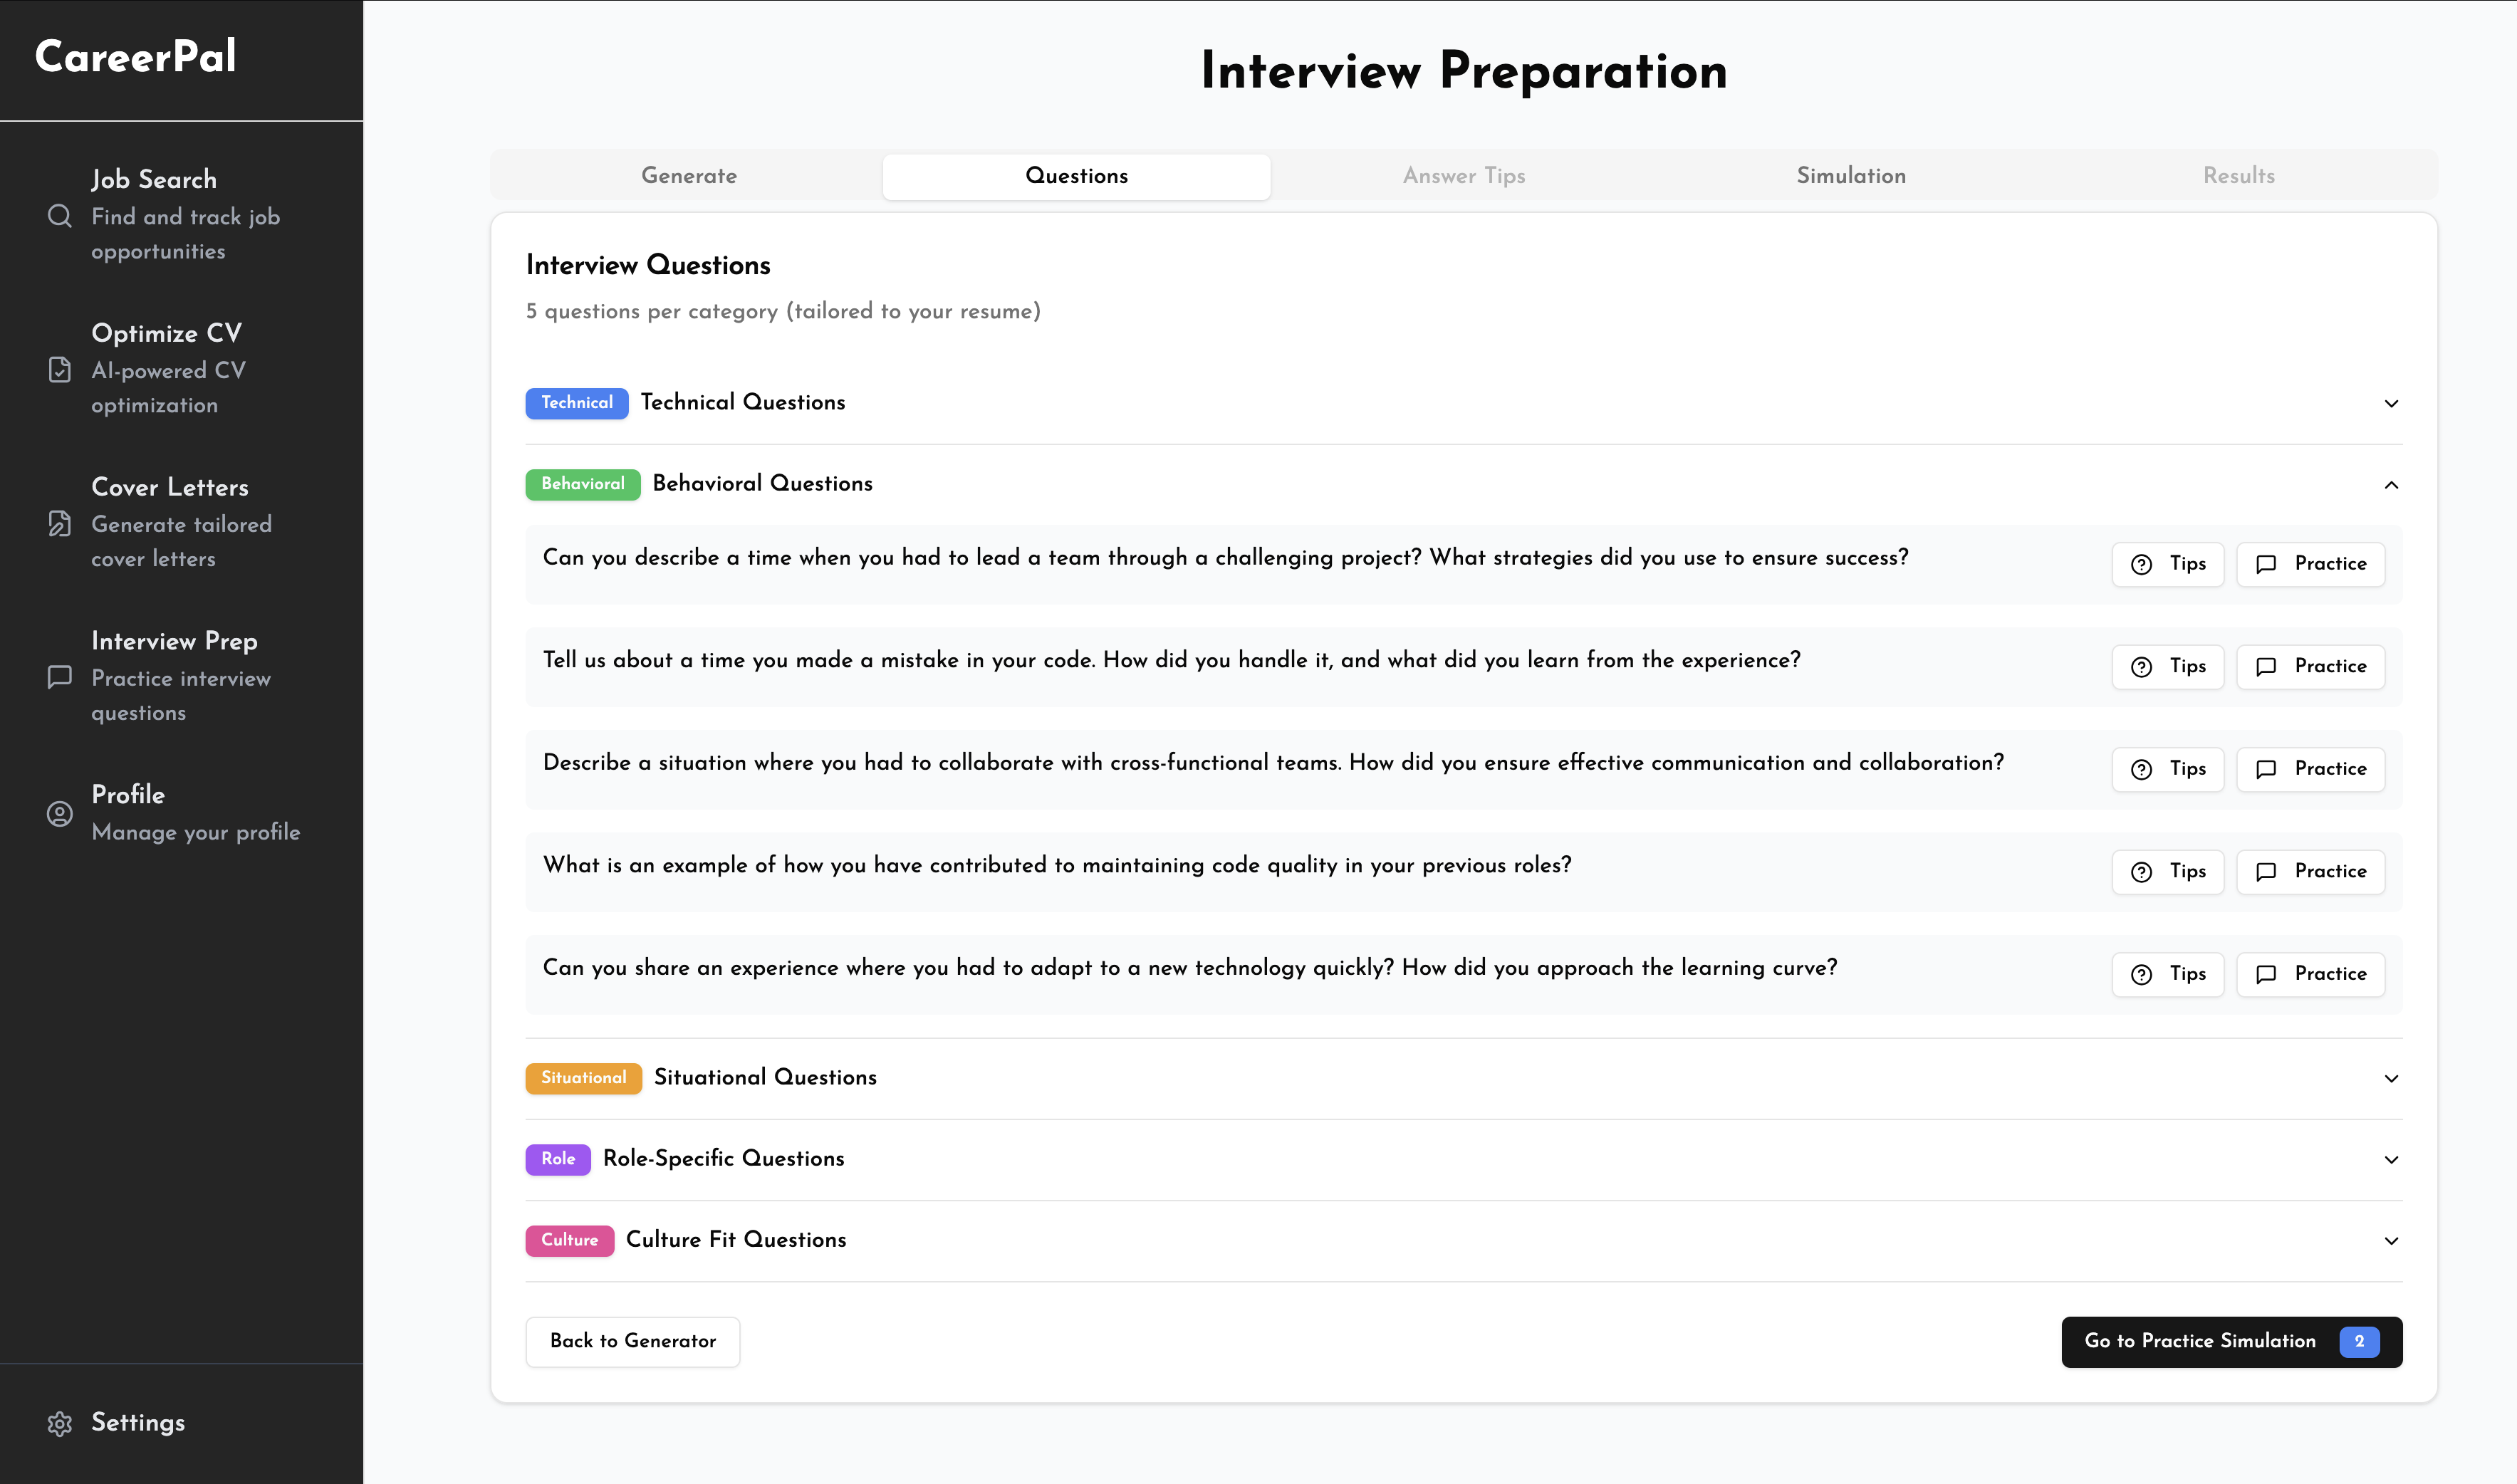 CareerPal
Job Search
Find and track job
opportunities
Optimize CV
AI-powered CV
optimization
Cover Letters
Generate tailored
cover letters
Interview Prep
Practice interview
questions
Profile
Manage your profile
Settings
Interview Preparation
Generate
Questions
Answer Tips
Simulation
Results
Interview Questions
5 questions per category (tailored to your resume)
Technical Technical Questions
Behavioral Behavioral Questions
Can you describe a time when you had to lead a team through a challenging project? What strategies did you use to ensure success? Tips Practice
Tell us about a time you made a mistake in your code. How did you handle it, and what did you learn from the experience? Tips Practice
Describe a situation where you had to collaborate with cross-functional teams. How did you ensure effective communication and collaboration? Tips Practice
What is an example of how you have contributed to maintaining code quality in your previous roles? Tips Practice
Can you share an experience where you had to adapt to a new technology quickly? How did you approach the learning curve? Tips Practice
Situational Situational Questions
Role Role-Specific Questions
Culture Culture Fit Questions
Back to Generator
Go to Practice Simulation 2